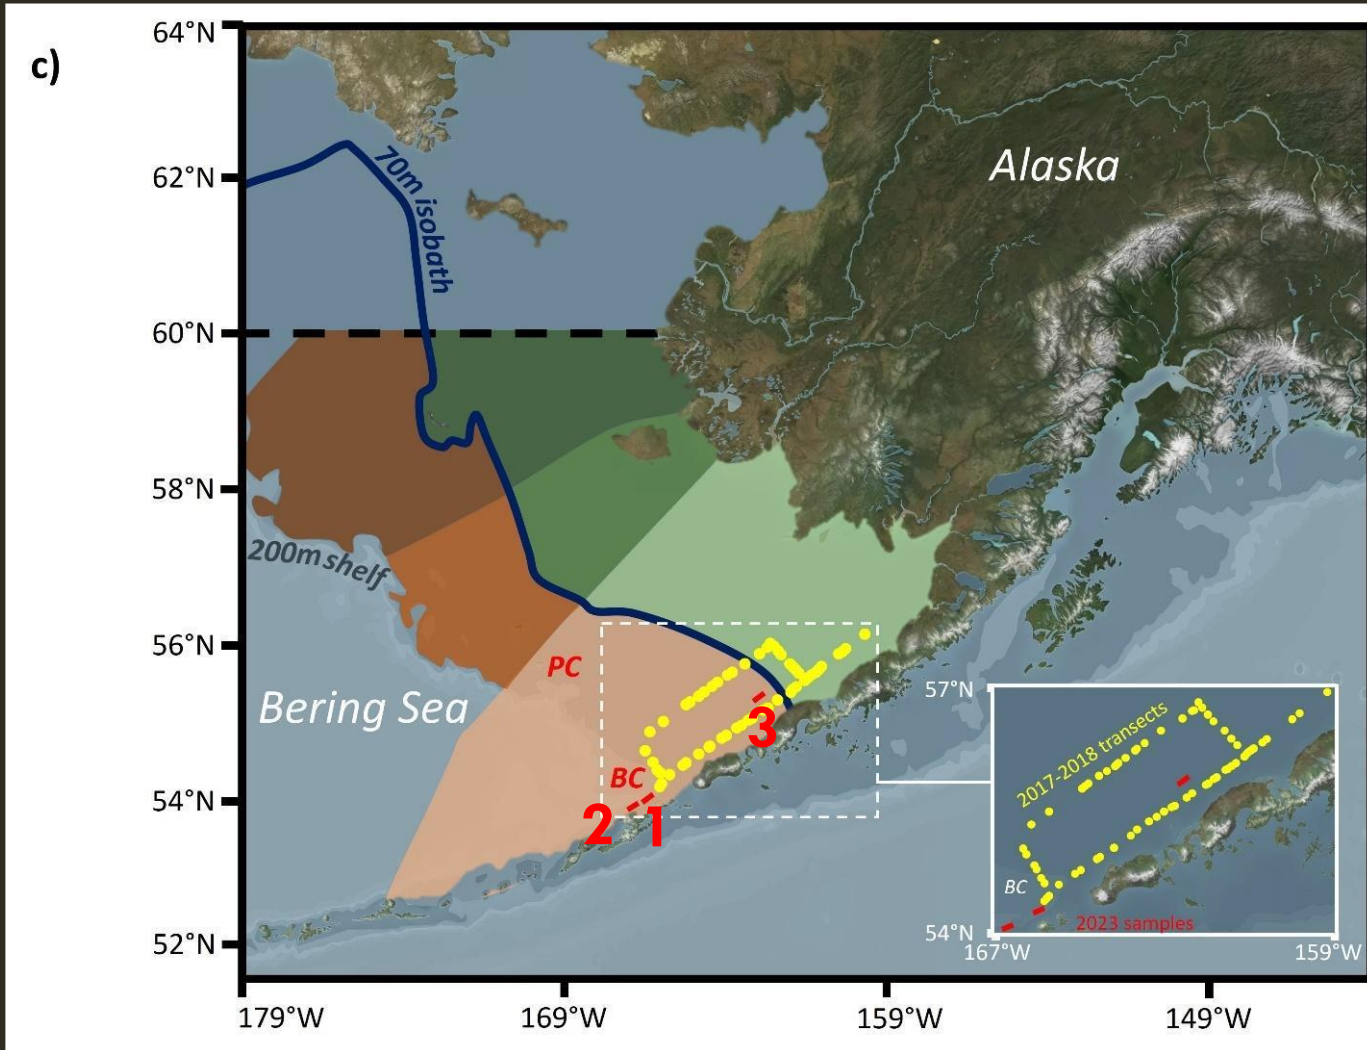 c)
64°N
62°N
60°N
58°N
56°N
54°N
52°N
179°W
169°W
159°W
149°W
Alaska
70m isobath
200m shelf
Bering Sea
PC
BC
1
2
3
57°N
54°N
167°W
159°W
2017-2018 transects
BC
2023 samples